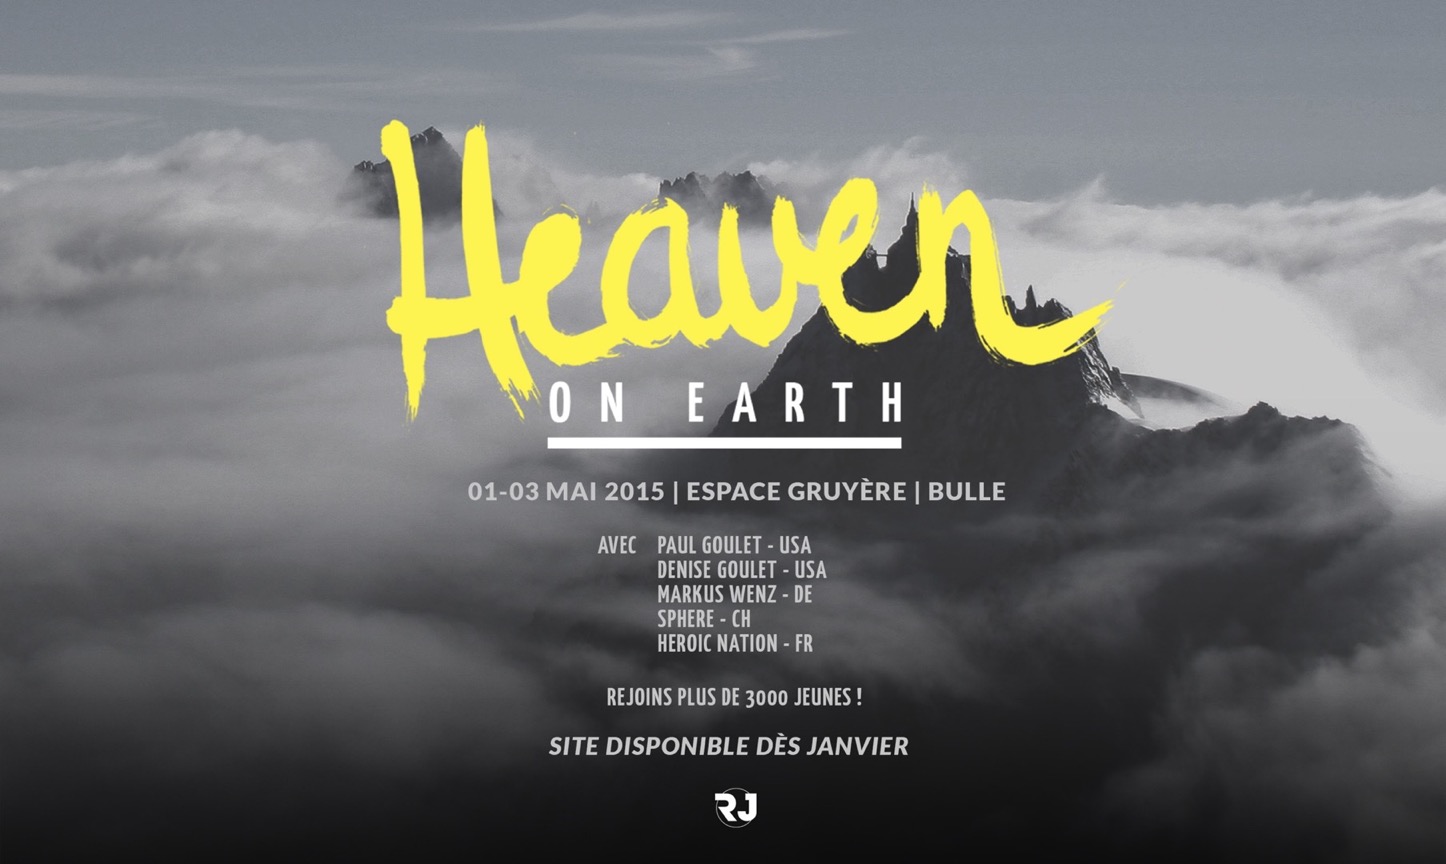 Heaven
ON EARTH
01-03 MAI 2015 | ESPACE GRUYÈRE | BULLE
AVEC PAUL GOULET - USA
DENISE GOULET - USA
MARKUS WENZ - DE
SPHERE - CH
HEROIC NATION - FR
REJOINS PLUS DE 3000 JEUNES !
SITE DISPONIBLE DÈS JANVIER
RJ